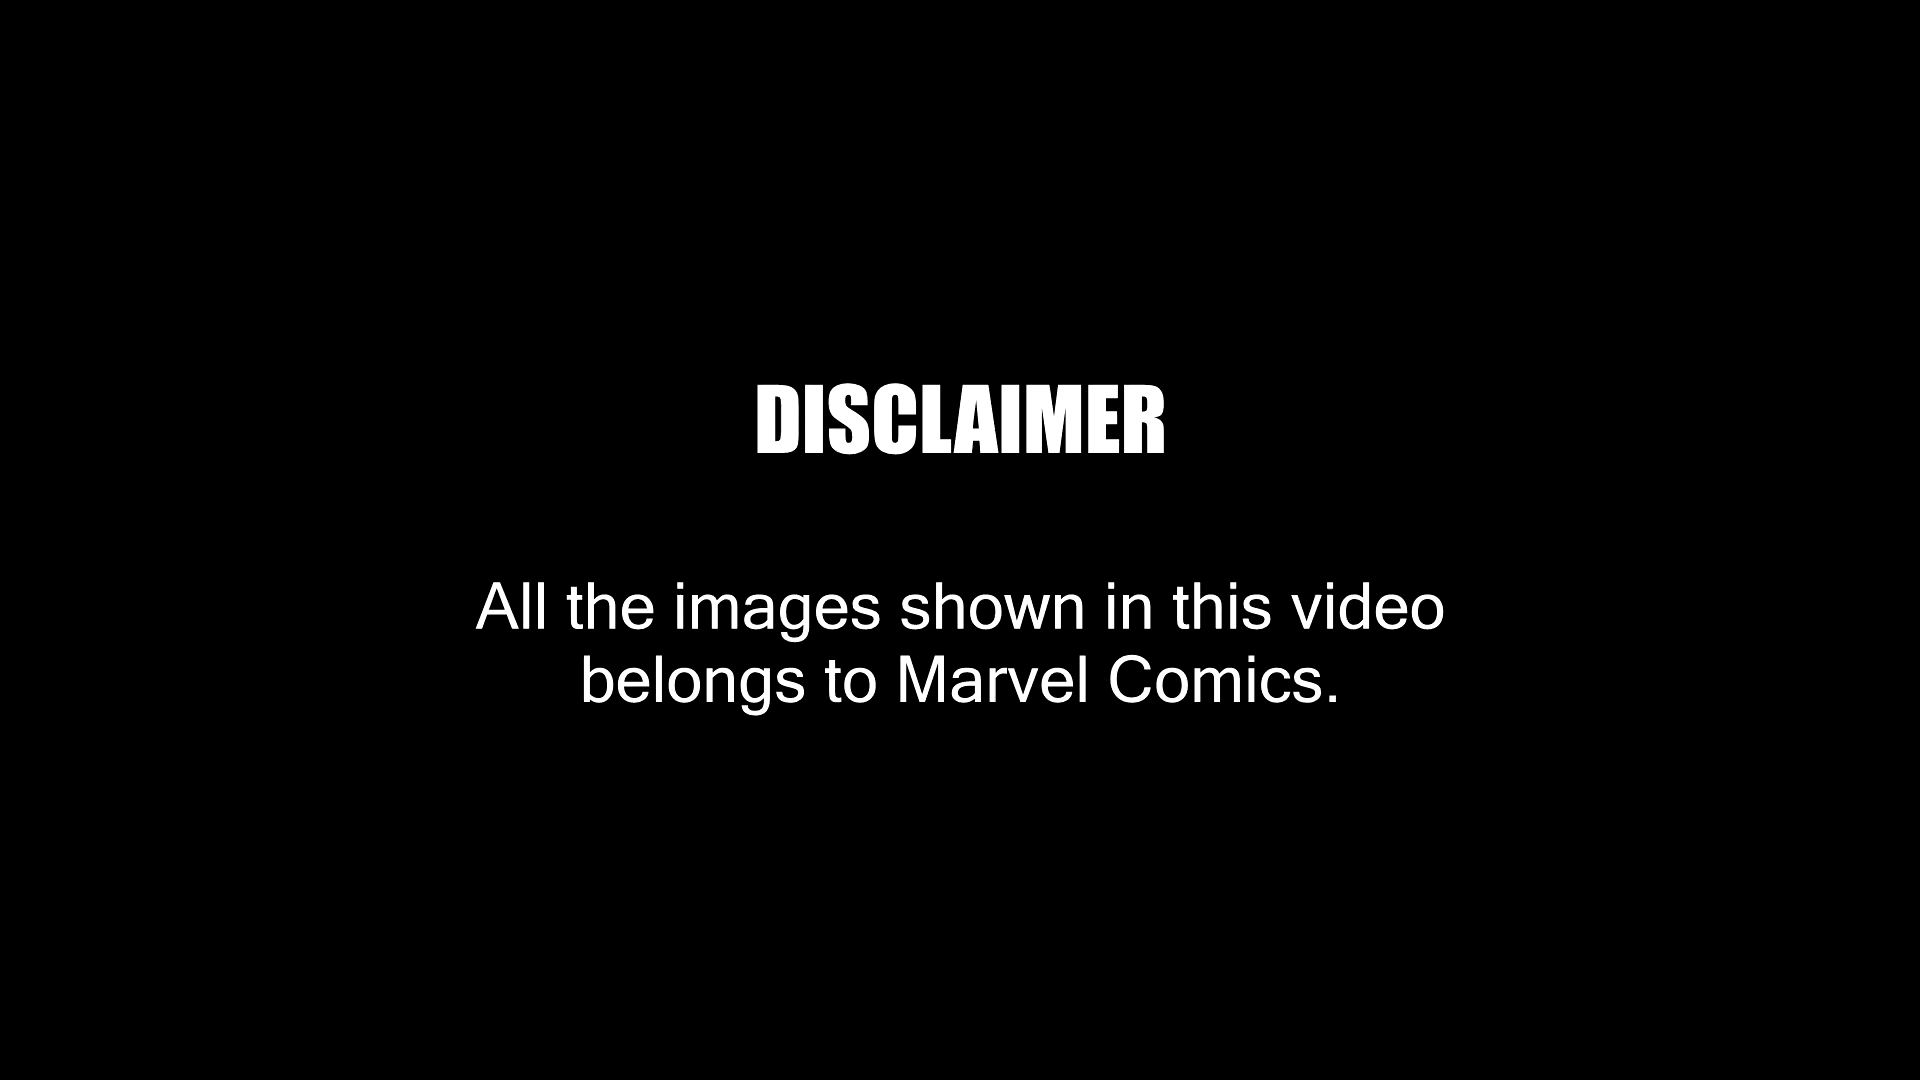 DISCLAIMER
All the images shown in this video
belongs to Marvel Comics.